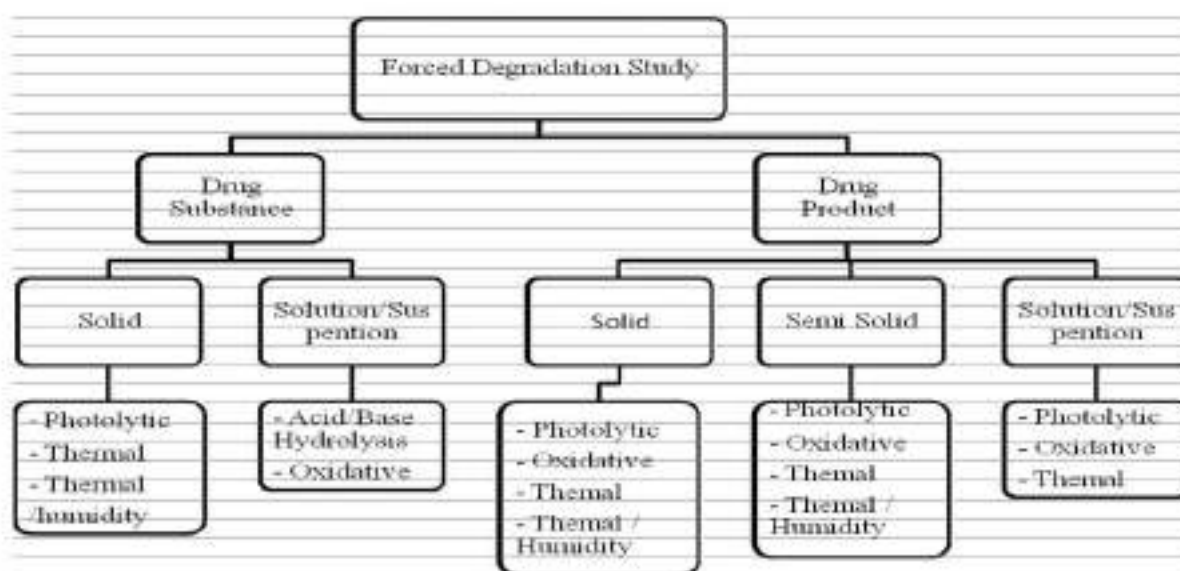 Forced Degradation Study
Drug
Substance
Drug
Product
Solid
Solution/Sus
pention
Solid
Semi Solid
Solution/Sus
pention
- Photolytic
- Thermal
- Thermal
/humidity
- Acid/Base
Hydrolysis
- Oxidative
- Photolytic
- Oxidative
- Themal
- Themal /
Humidity
- Photolytic
- Oxidative
- Themal
- Themal /
Humidity
- Photolytic
- Oxidative
- Themal